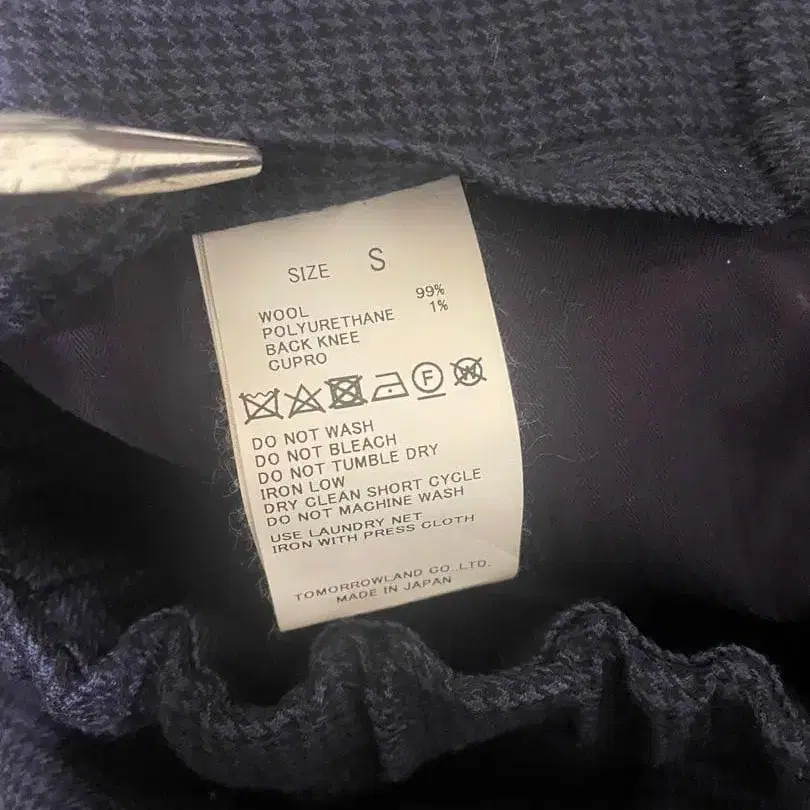 SIZE S
WOOL 99%
POLYURETHANE 1%
BACK KNEE
CUPRO
F W
DO NOT WASH
DO NOT BLEACH
DO NOT TUMBLE DRY
IRON LOW
DRY CLEAN SHORT CYCLE
DO NOT MACHINE WASH
USE LAUNDRY NET
IRON WITH PRESS CLOTH
TOMORROWLAND CO.,LTD.
MADE IN JAPAN